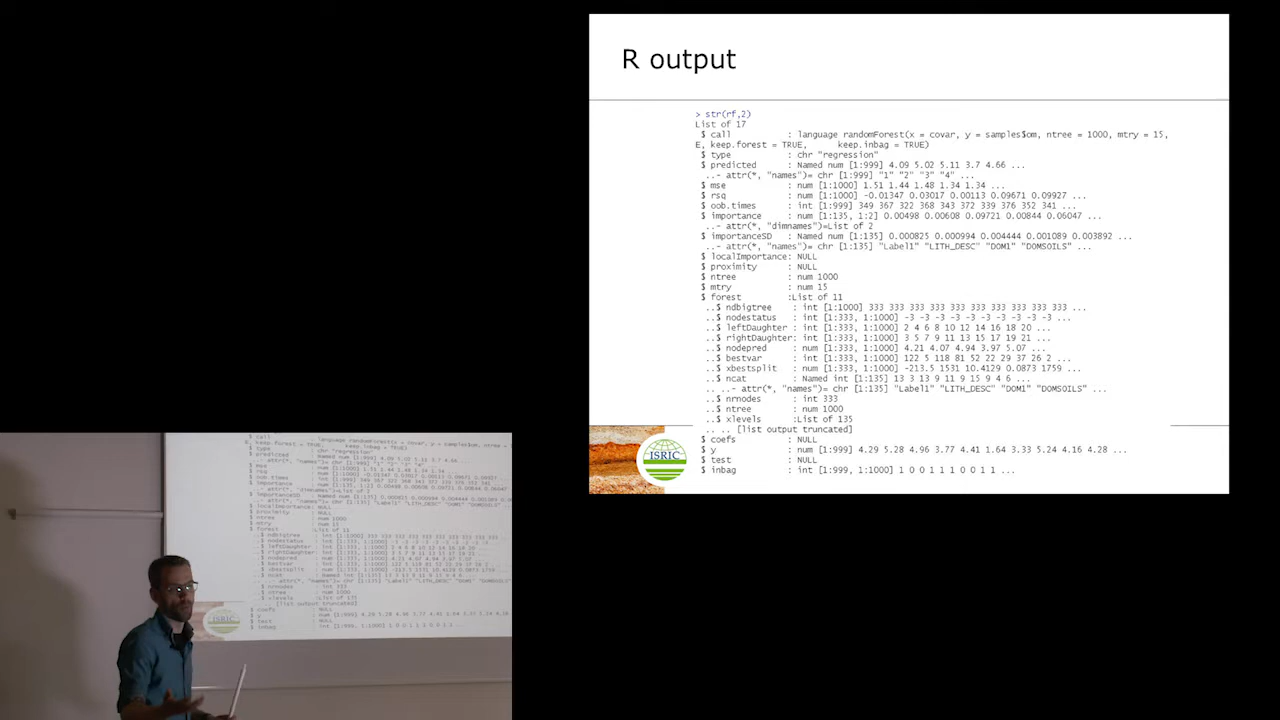 R output
> str(rf,2)
List of 17
$ call : language randomForest(x = covar, y = samples$om, ntree = 1000, mtry = 15,
E, keep.forest = TRUE, keep.inbag = TRUE)
$ type : chr "regression"
$ predicted : Named num [1:999] 4.09 5.02 5.11 3.7 4.66 ...
..- attr(*, "names")= chr [1:999] "1" "2" "3" "4" ...
$ mse : num [1:1000] 1.51 1.44 1.48 1.34 1.34 ...
$ rsq : num [1:1000] -0.01347 0.03017 0.00113 0.09671 0.09927 ...
$ oob.times : int [1:999] 349 367 322 368 343 372 339 376 352 341 ...
$ importance : num [1:135, 1:2] 0.00498 0.00608 0.09721 0.00844 0.06047 ...
..- attr(*, "dimnames")=List of 2
$ importanceSD : Named num [1:135] 0.000825 0.000994 0.004444 0.001089 0.003892 ...
..- attr(*, "names")= chr [1:135] "Label1" "LITH_DESC" "DOM1" "DOMSOILS" ...
$ localImportance: NULL
$ proximity : NULL
$ ntree : num 1000
$ mtry : num 15
$ forest :List of 11
..$ ndbigtree : int [1:1000] 333 333 333 333 333 333 333 333 333 333 ...
..$ nodestatus : int [1:333, 1:1000] -3 -3 -3 -3 -3 -3 -3 -3 -3 -3 ...
..$ leftDaughter : int [1:333, 1:1000] 2 4 6 8 10 12 14 16 18 20 ...
..$ rightDaughter: int [1:333, 1:1000] 3 5 7 9 11 13 15 17 19 21 ...
..$ nodepred : num [1:333, 1:1000] 4.21 4.07 4.94 3.97 5.07 ...
..$ bestvar : int [1:333, 1:1000] 122 5 118 81 52 22 29 37 26 2 ...
..$ xbestsplit : num [1:333, 1:1000] -213.5 1531 10.4129 0.0873 1759 ...
..$ ncat : Named int [1:135] 13 3 13 9 11 9 15 9 4 6 ...
.. ..- attr(*, "names")= chr [1:135] "Label1" "LITH_DESC" "DOM1" "DOMSOILS" ...
..$ nrnodes : int 333
..$ ntree : num 1000
..$ xlevels :List of 135
.. .. [list output truncated]
$ coefs : NULL
$ y : num [1:999] 4.29 5.28 4.96 3.77 4.41 1.64 3.33 5.24 4.16 4.28 ...
$ test : NULL
$ inbag : int [1:999, 1:1000] 1 0 0 1 1 1 0 0 1 1 ...
ISRIC